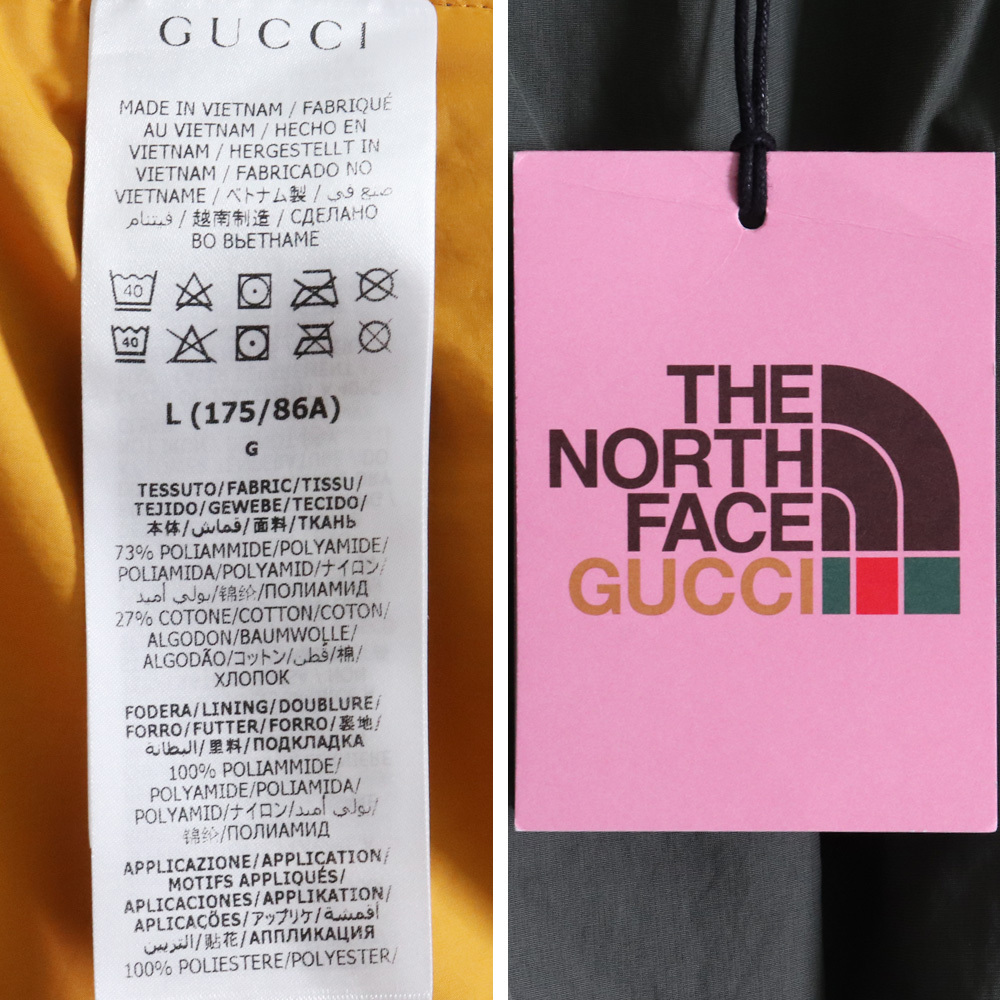 GUCCI
MADE IN VIETNAM / FABRIQUÉ
AU VIETNAM / HECHO EN
VIETNAM / HERGESTELLT IN
VIETNAM / FABRICADO NO
VIETNAME / ベトナム製 / صنع في
فيتنام / 越南制造 / СДЕЛАНО
ВО ВЬЕТНАМЕ
40
40
L (175/86A)
G
TESSUTO/FABRIC/TISSU/
TEJIDO/GEWEBE/TECIDO/
本体/قماش/面料/ТКАНЬ
73% POLIAMMIDE/POLYAMIDE/
POLIAMIDA/POLYAMID/ナイロン/
بولي أميد/锦纶/ПОЛИАМИД
27% COTONE/COTTON/COTON/
ALGODON/BAUMWOLLE/
ALGODÃO/コットン/قطن/棉/
ХЛОПОК
FODERA/LINING/DOUBLURE/
FORRO/FUTTER/FORRO/裏地/
البطانة/里料/ПОДКЛАДКА
100% POLIAMMIDE/
POLYAMIDE/POLIAMIDA/
POLYAMID/ナイロン/بولي أميد/
锦纶/ПОЛИАМИД
APPLICAZIONE/APPLICATION/
MOTIFS APPLIQUÉS/
APLICACIONES/APPLIKATION/
APLICAÇÕES/アップリケ/أقمشة
التزيين/贴花/АППЛИКАЦИЯ
100% POLIESTERE/POLYESTER/
THE
NORTH
FACE
GUCCI